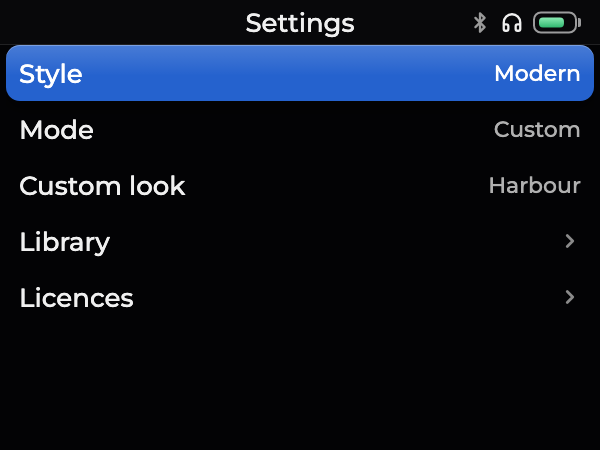 Settings
Style Modern
Mode Custom
Custom look Harbour
Library
Licences